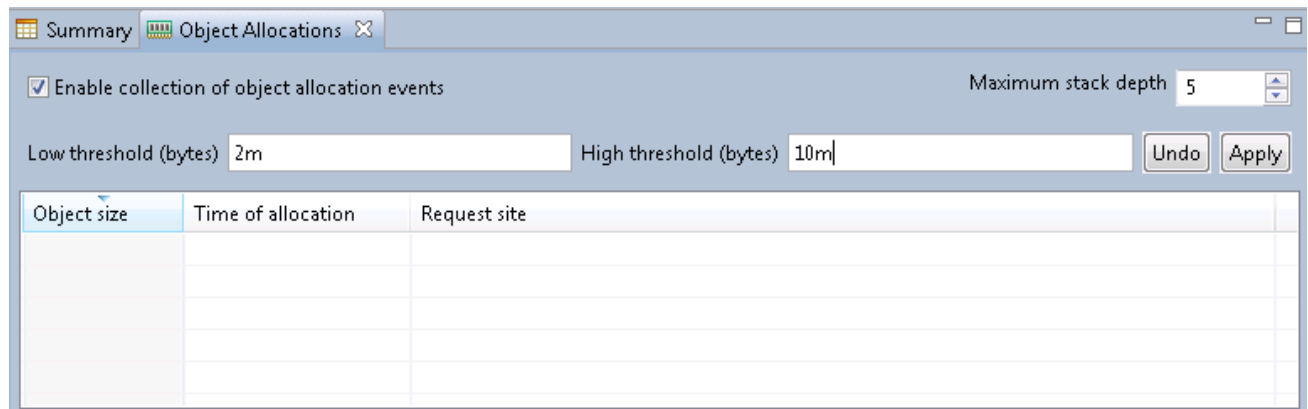 Summary Object Allocations
Enable collection of object allocation events Maximum stack depth 5
Low threshold (bytes) 2m High threshold (bytes) 10m Undo Apply
Object size Time of allocation Request site